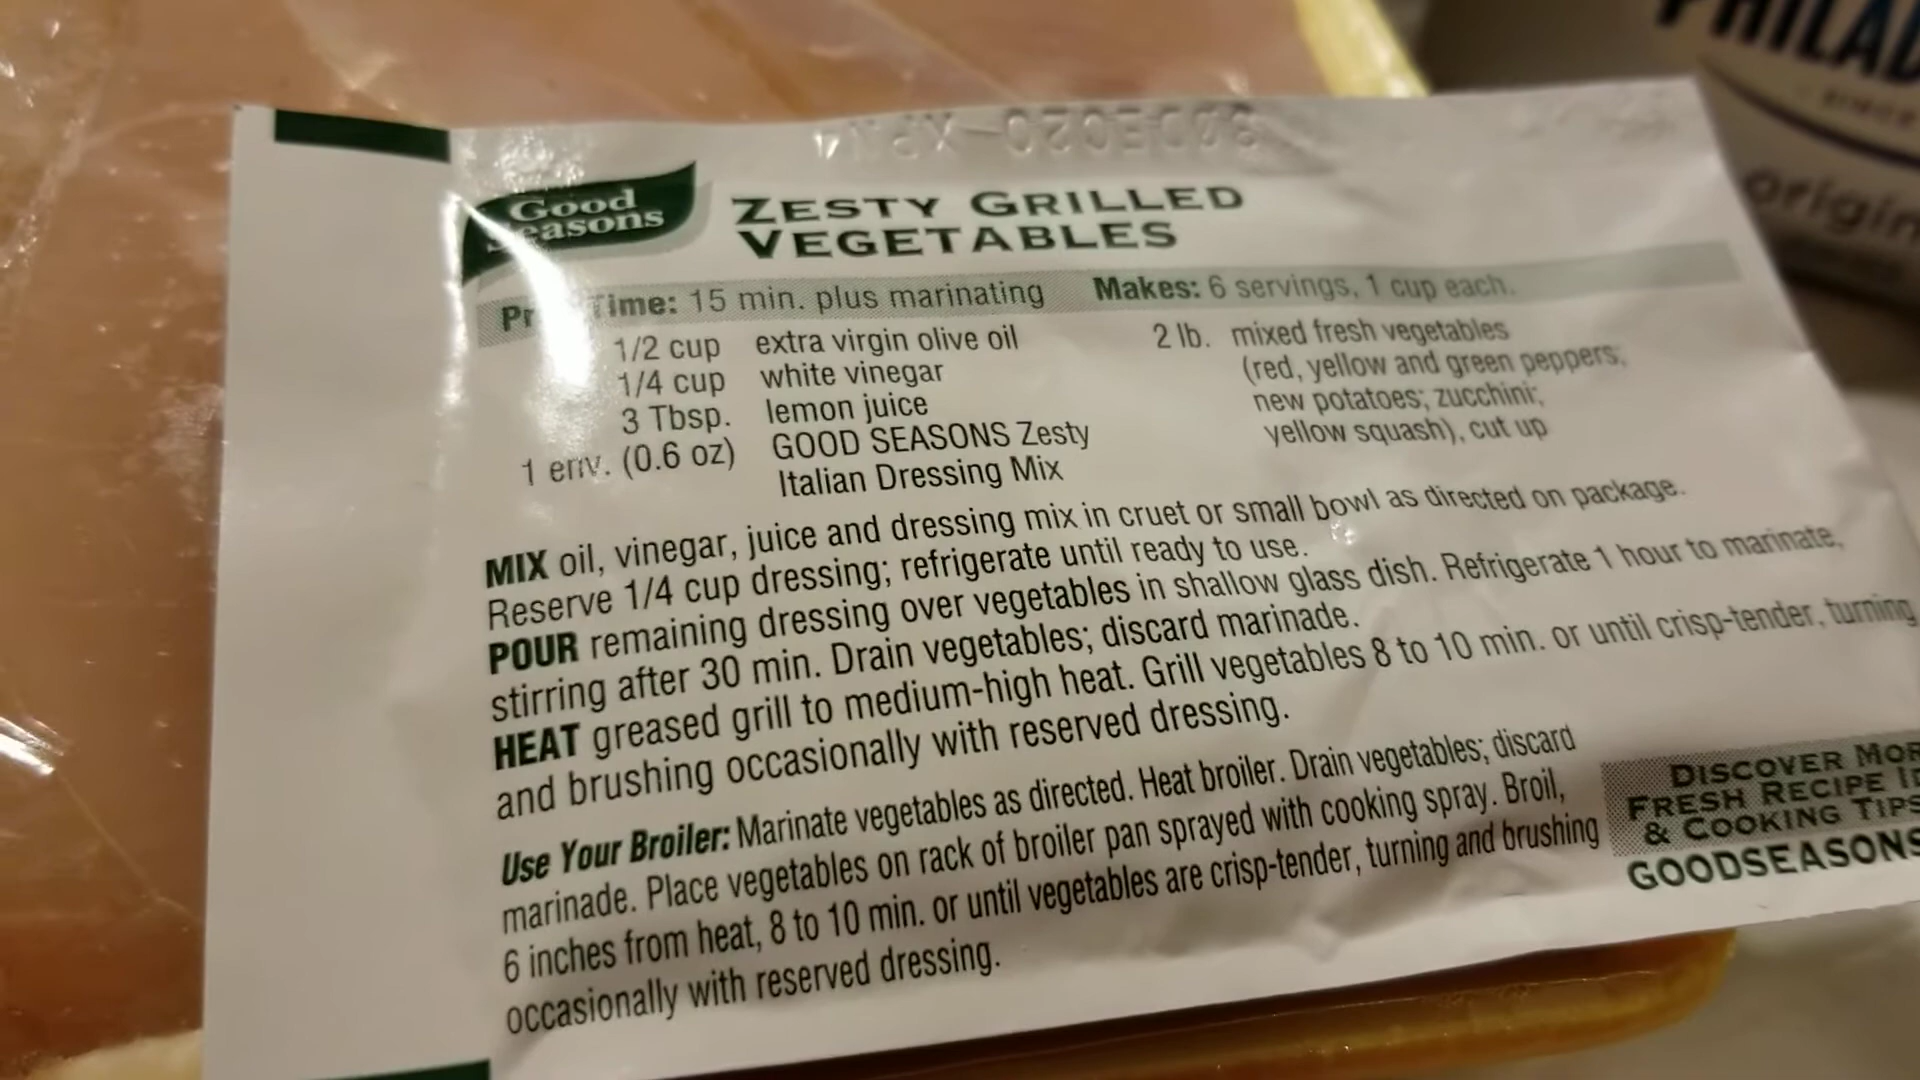 PHILAD
SINCE
origin
Good
Seasons
ZESTY GRILLED
VEGETABLES
Time: 15 min. plus marinating Makes: 6 servings, 1 cup each.
1/2 cup extra virgin olive oil
1/4 cup white vinegar
3 Tbsp. lemon juice
1 env. (0.6 oz) GOOD SEASONS Zesty
Italian Dressing Mix
2 lb. mixed fresh vegetables
(red, yellow and green peppers;
new potatoes; zucchini;
yellow squash), cut up
MIX oil, vinegar, juice and dressing mix in cruet or small bowl as directed on package.
Reserve 1/4 cup dressing; refrigerate until ready to use.
POUR remaining dressing over vegetables in shallow glass dish. Refrigerate 1 hour to marinate,
stirring after 30 min. Drain vegetables; discard marinade.
HEAT greased grill to medium-high heat. Grill vegetables 8 to 10 min. or until crisp-tender, turning
and brushing occasionally with reserved dressing.
Use Your Broiler: Marinate vegetables as directed. Heat broiler. Drain vegetables; discard
marinade. Place vegetables on rack of broiler pan sprayed with cooking spray. Broil,
6 inches from heat, 8 to 10 min. or until vegetables are crisp-tender, turning and brushing
occasionally with reserved dressing.
DISCOVER MOR
FRESH RECIPE ID
& COOKING TIPS
GOODSEASONS